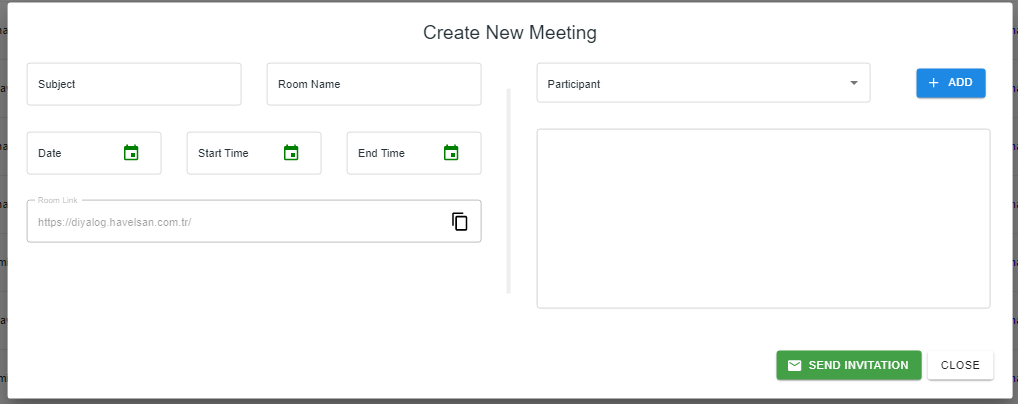 Create New Meeting
Subject
Room Name
Date
Start Time
End Time
Room Link
https://diyalog.havelsan.com.tr/
Participant
ADD
SEND INVITATION
CLOSE